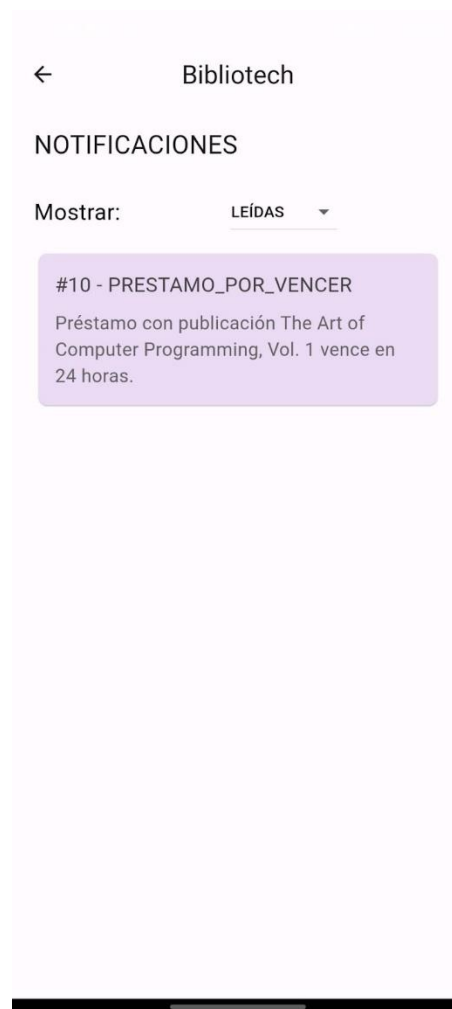 Bibliotech
NOTIFICACIONES
Mostrar: LEÍDAS
#10 - PRESTAMO_POR_VENCER
Préstamo con publicación The Art of
Computer Programming, Vol. 1 vence en
24 horas.